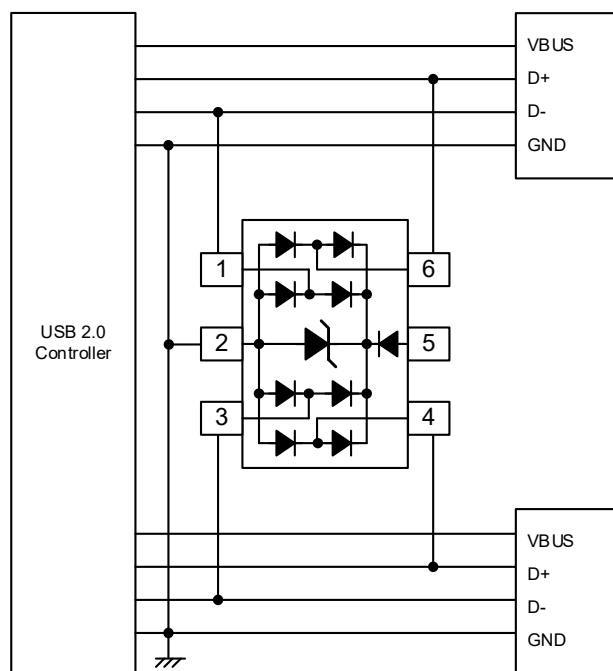 VBUS
D+
D-
GND
1
6
USB 2.0
Controller
2
5
3
4
VBUS
D+
D-
GND